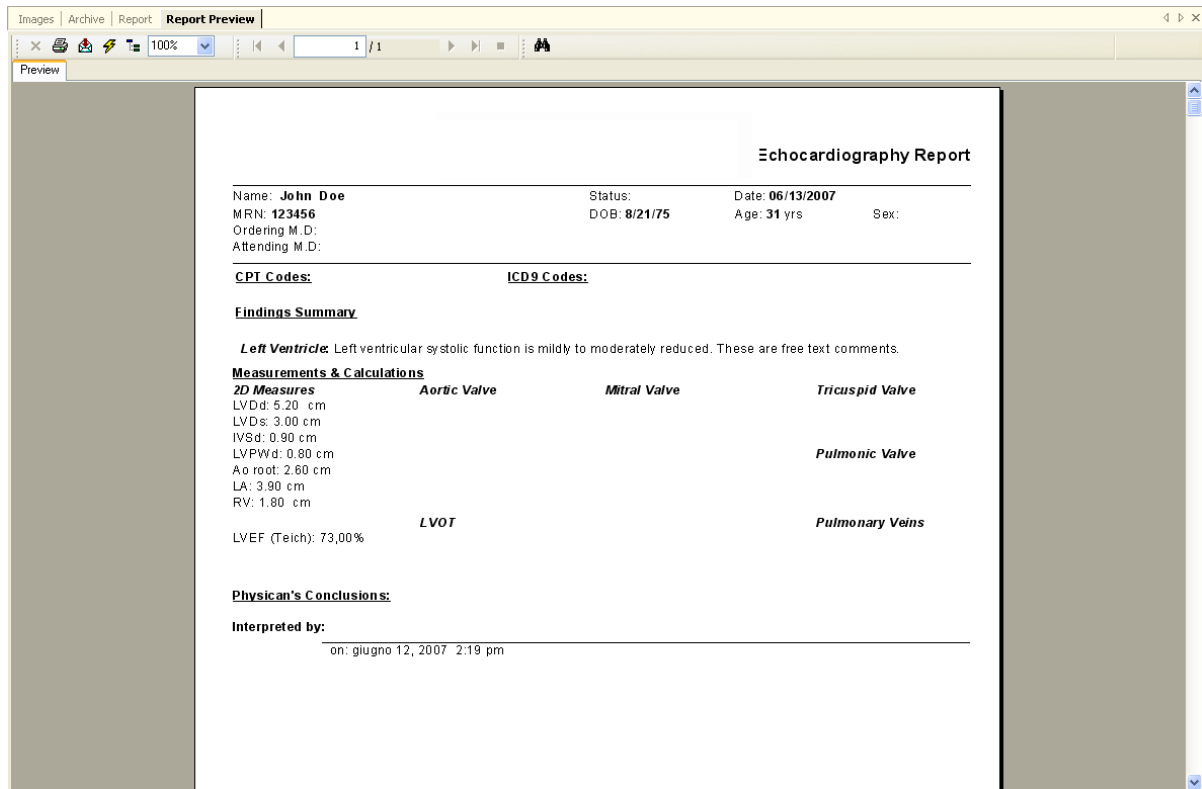 Images | Archive | Report Report Preview
100% 1 / 1
Preview
Echocardiography Report
Name: John Doe Status: Date: 06/13/2007
MRN: 123456 DOB: 8/21/75 Age: 31 yrs Sex:
Ordering M.D:
Attending M.D:
CPT Codes: ICD9 Codes:
Findings Summary
Left Ventricle: Left ventricular systolic function is mildly to moderately reduced. These are free text comments.
Measurements & Calculations
2D Measures Aortic Valve Mitral Valve Tricuspid Valve
LVDd: 5.20 cm
LVDs: 3.00 cm
IVSd: 0.90 cm
LVPWd: 0.80 cm Pulmonic Valve
Ao root: 2.60 cm
LA: 3.90 cm
RV: 1.80 cm
LVOT Pulmonary Veins
LVEF (Teich): 73,00%
Physican's Conclusions:
Interpreted by:
on: giugno 12, 2007 2:19 pm